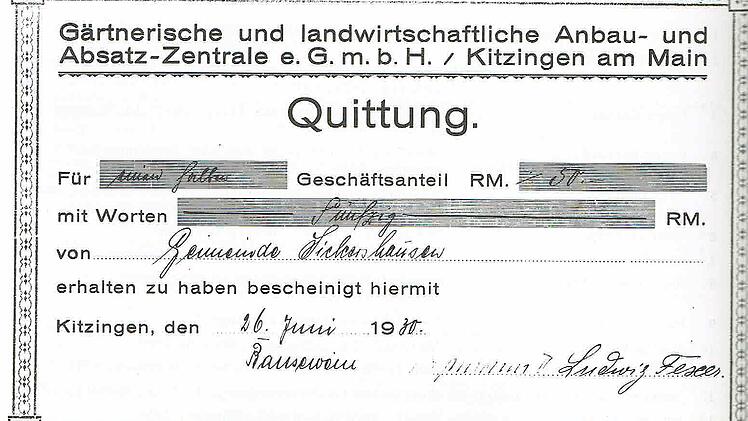 Gärtnerische und landwirtschaftliche Anbau- und
Absatz-Zentrale e. G. m. b. H. / Kitzingen am Main
Quittung.
Für einen halben Geschäftsanteil RM. 50.-
mit Worten Fünfzig RM.
von Gemeinde Sickershausen
erhalten zu haben bescheinigt hiermit
Kitzingen, den 26. Juni 1930.
Ludwig Fexer.